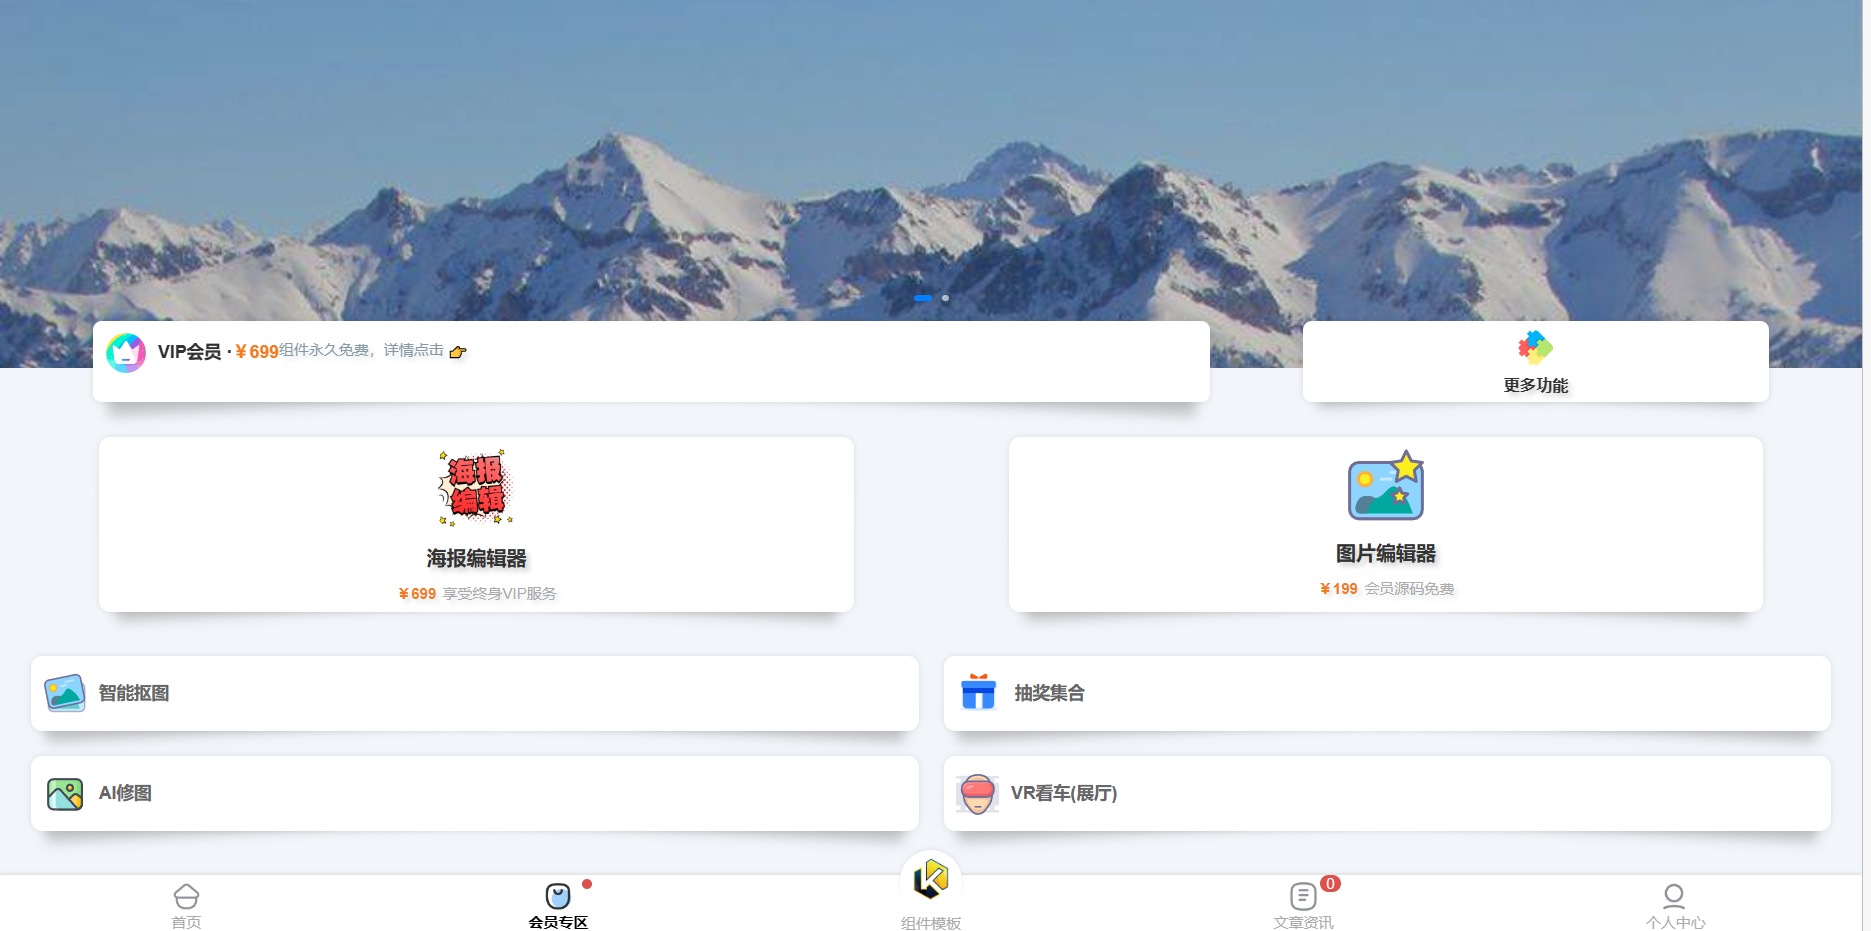 VIP会员 · ¥699组件永久免费，详情点击 👉
更多功能
海报
编辑
海报编辑器
¥699 享受终身VIP服务
图片编辑器
¥199 会员源码免费
智能抠图
抽奖集合
AI修图
VR看车(展厅)
首页
会员专区
组件模板
0
文章资讯
个人中心